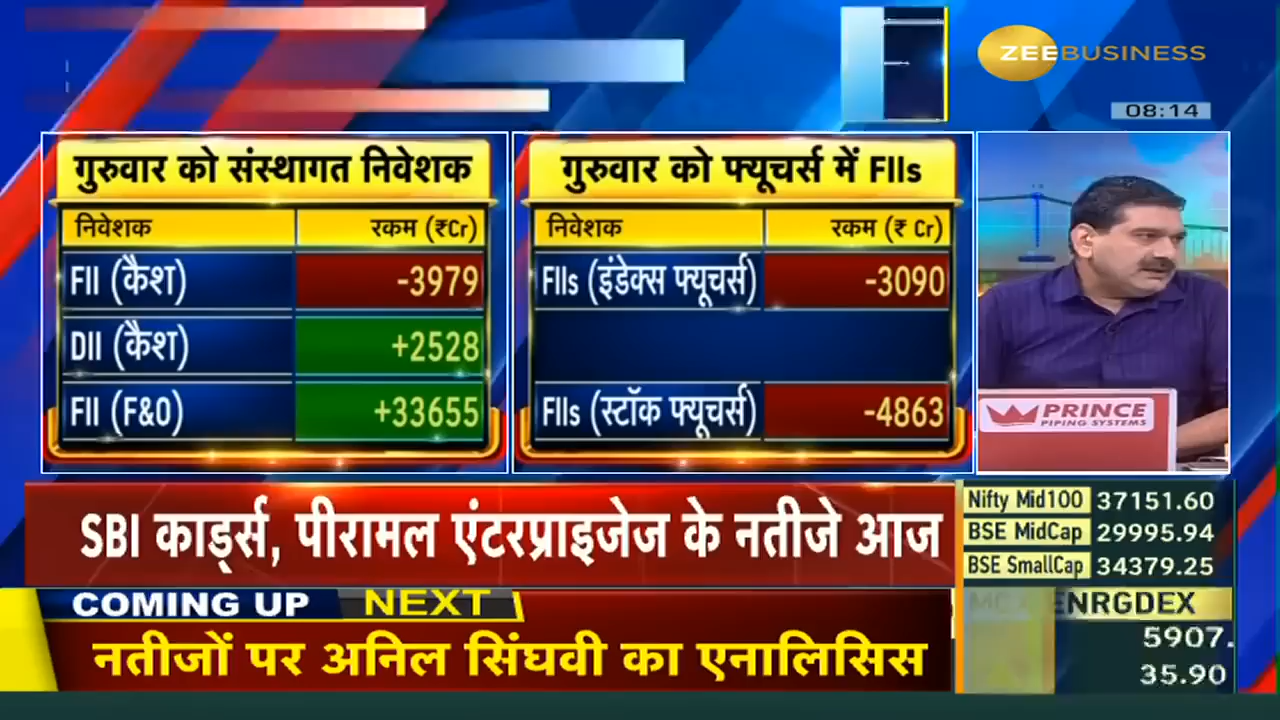 ZEEBUSINESS
08:14
गुरुवार को संस्थागत निवेशक
निवेशक रकम (₹Cr)
FII (कैश) -3979
DII (कैश) +2528
FII (F&O) +33655
गुरुवार को फ्यूचर्स में FIIs
निवेशक रकम (₹ Cr)
FIIs (इंडेक्स फ्यूचर्स) -3090
FIIs (स्टॉक फ्यूचर्स) -4863
PRINCE
PIPING SYSTEMS
SBI कार्ड्स, पीरामल एंटरप्राइजेज के नतीजे आज
Nifty Mid100 37151.60
BSE MidCap 29995.94
BSE SmallCap 34379.25
COMING UP NEXT
नतीजों पर अनिल सिंघवी का एनालिसिस
ENRGDEX
5907.
35.90